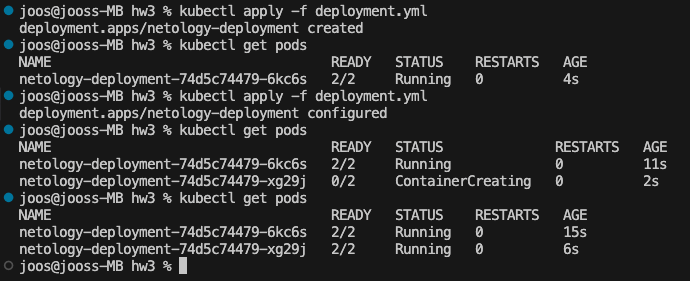 joos@jooss-MB hw3 % kubectl apply -f deployment.yml
deployment.apps/netology-deployment created
joos@jooss-MB hw3 % kubectl get pods
NAME READY STATUS RESTARTS AGE
netology-deployment-74d5c74479-6kc6s 2/2 Running 0 4s
joos@jooss-MB hw3 % kubectl apply -f deployment.yml
deployment.apps/netology-deployment configured
joos@jooss-MB hw3 % kubectl get pods
NAME READY STATUS RESTARTS AGE
netology-deployment-74d5c74479-6kc6s 2/2 Running 0 11s
netology-deployment-74d5c74479-xg29j 0/2 ContainerCreating 0 2s
joos@jooss-MB hw3 % kubectl get pods
NAME READY STATUS RESTARTS AGE
netology-deployment-74d5c74479-6kc6s 2/2 Running 0 15s
netology-deployment-74d5c74479-xg29j 2/2 Running 0 6s
joos@jooss-MB hw3 %